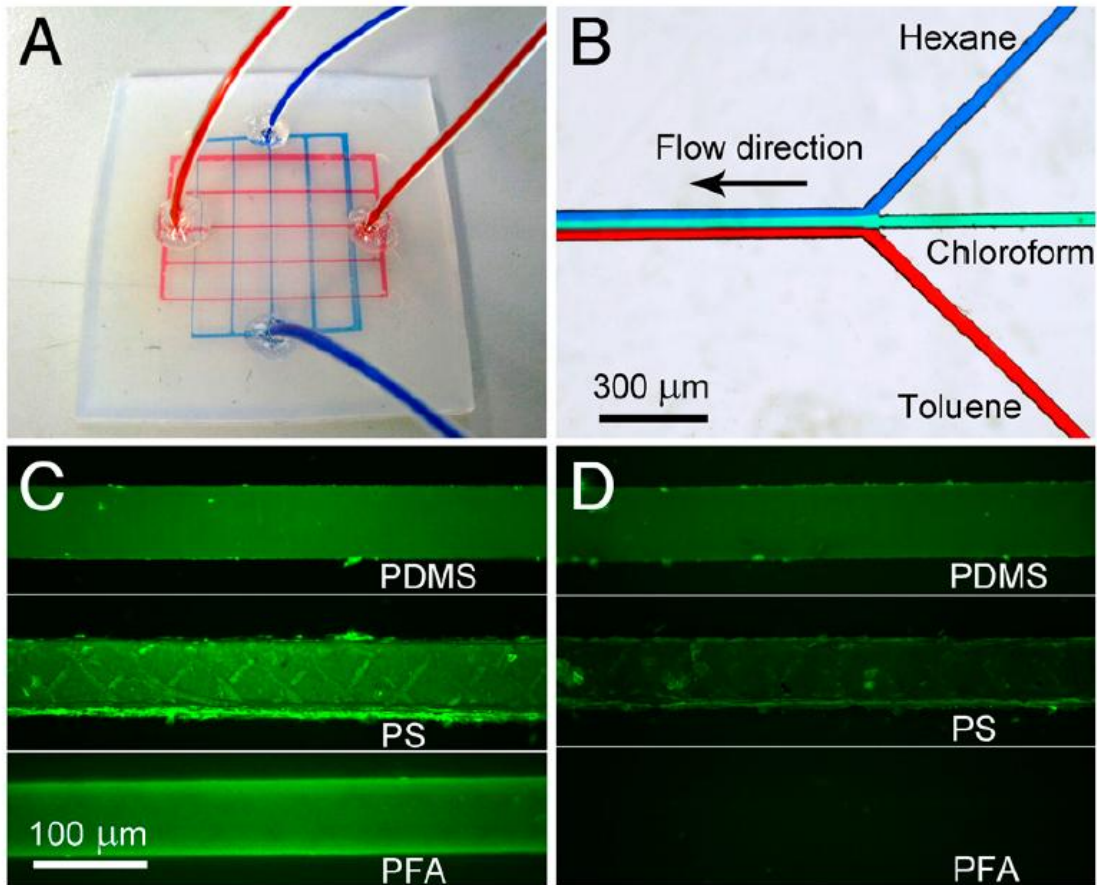 A
B
Hexane
Flow direction
Chloroform
300 μm
Toluene
C
PDMS
PS
100 μm
PFA
D
PDMS
PS
PFA